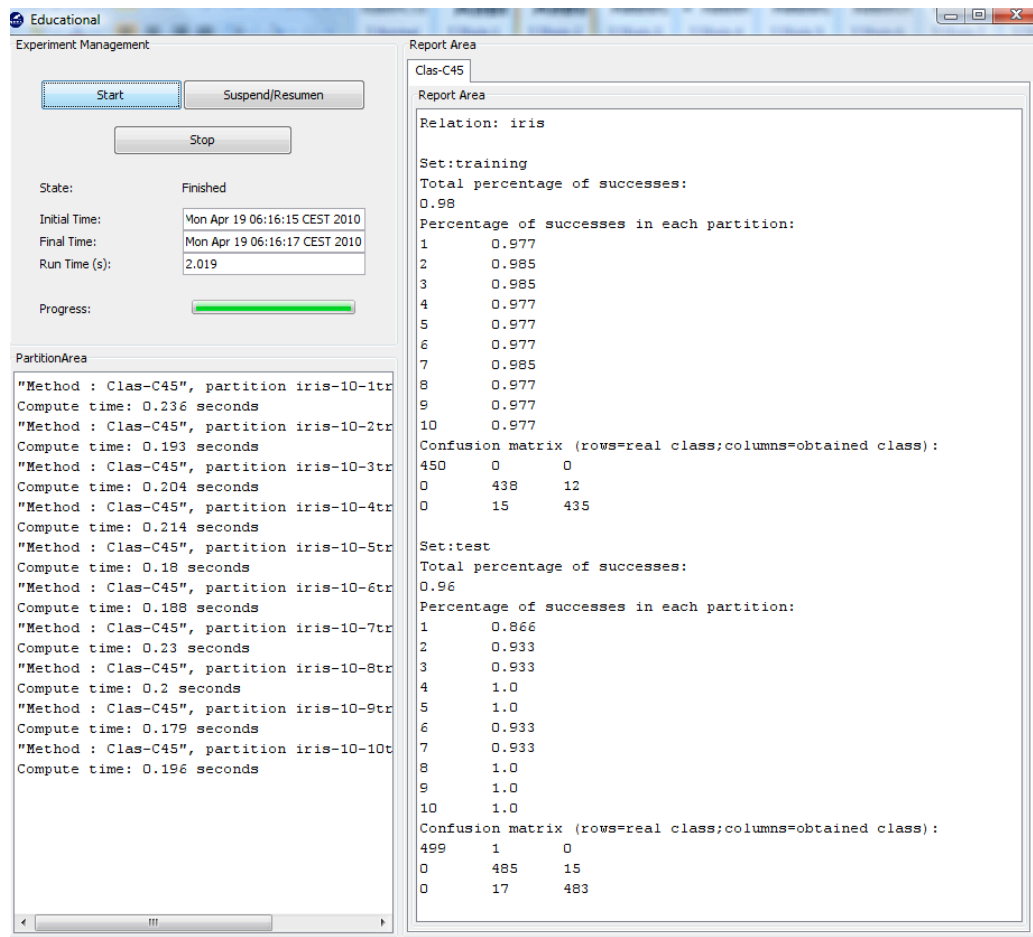 Educational
Experiment Management
Start
Suspend/Resumen
Stop
State: Finished
Initial Time: Mon Apr 19 06:16:15 CEST 2010
Final Time: Mon Apr 19 06:16:17 CEST 2010
Run Time (s): 2.019
Progress:
PartitionArea
"Method : Clas-C45", partition iris-10-1tr
Compute time: 0.236 seconds
"Method : Clas-C45", partition iris-10-2tr
Compute time: 0.193 seconds
"Method : Clas-C45", partition iris-10-3tr
Compute time: 0.204 seconds
"Method : Clas-C45", partition iris-10-4tr
Compute time: 0.214 seconds
"Method : Clas-C45", partition iris-10-5tr
Compute time: 0.18 seconds
"Method : Clas-C45", partition iris-10-6tr
Compute time: 0.188 seconds
"Method : Clas-C45", partition iris-10-7tr
Compute time: 0.23 seconds
"Method : Clas-C45", partition iris-10-8tr
Compute time: 0.2 seconds
"Method : Clas-C45", partition iris-10-9tr
Compute time: 0.179 seconds
"Method : Clas-C45", partition iris-10-10t
Compute time: 0.196 seconds
Report Area
Clas-C45
Report Area
Relation: iris
Set:training
Total percentage of successes:
0.98
Percentage of successes in each partition:
1 0.977
2 0.985
3 0.985
4 0.977
5 0.977
6 0.977
7 0.985
8 0.977
9 0.977
10 0.977
Confusion matrix (rows=real class;columns=obtained class):
450 0 0
0 438 12
0 15 435
Set:test
Total percentage of successes:
0.96
Percentage of successes in each partition:
1 0.866
2 0.933
3 0.933
4 1.0
5 1.0
6 0.933
7 0.933
8 1.0
9 1.0
10 1.0
Confusion matrix (rows=real class;columns=obtained class):
499 1 0
0 485 15
0 17 483